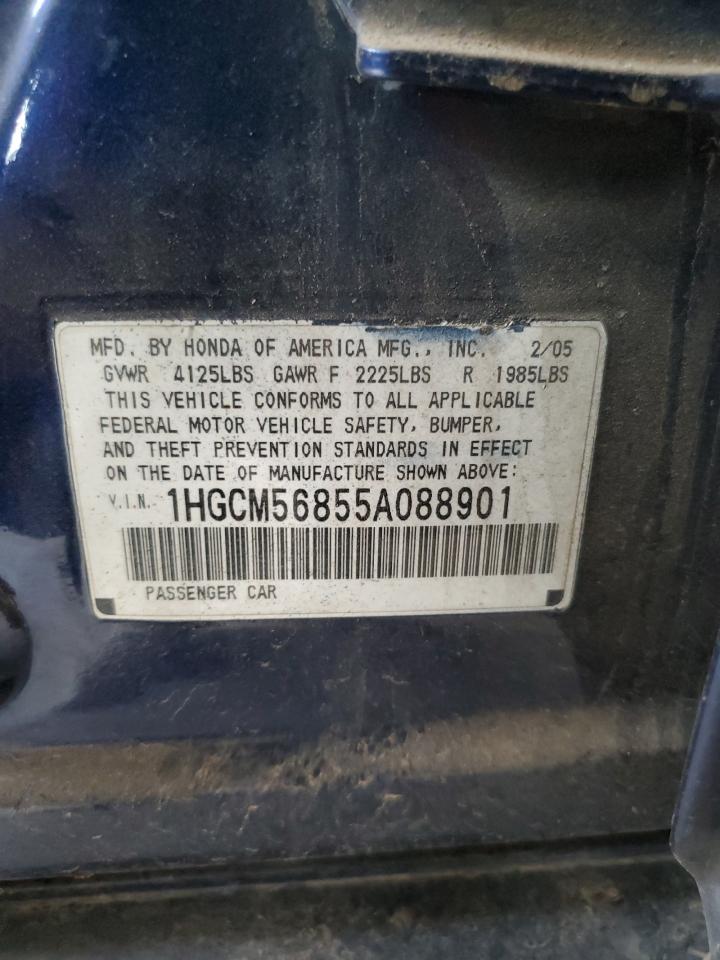 MFD. BY HONDA OF AMERICA MFG., INC. 2/05
GVWR 4125LBS GAWR F 2225LBS R 1985LBS
THIS VEHICLE CONFORMS TO ALL APPLICABLE
FEDERAL MOTOR VEHICLE SAFETY, BUMPER,
AND THEFT PREVENTION STANDARDS IN EFFECT
ON THE DATE OF MANUFACTURE SHOWN ABOVE:
V.I.N. 1HGCM56855A088901
PASSENGER CAR